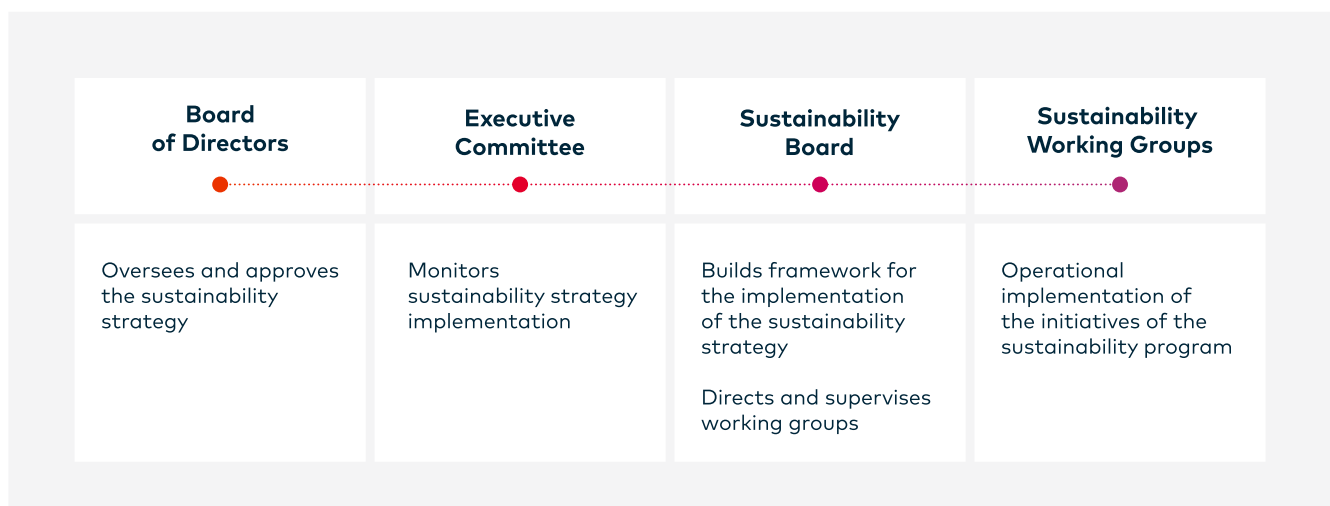 Board
of Directors
Executive
Committee
Sustainability
Board
Sustainability
Working Groups
Oversees and approves
the sustainability
strategy
Monitors
sustainability strategy
implementation
Builds framework for
the implementation
of the sustainability
strategy
Directs and supervises
working groups
Operational
implementation of
the initiatives of the
sustainability program